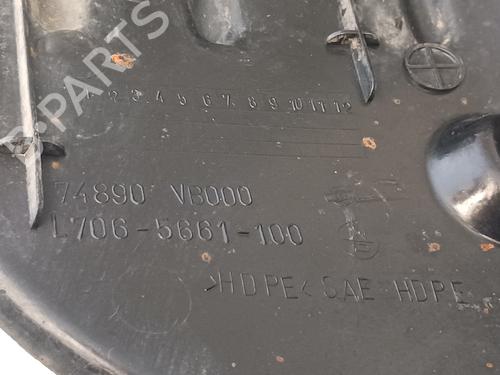 B-PARTS
1 2 3 4 5 6 7 8 9 10 11 12
74890 VB000
L706-5661-100
>HDPE< SAE HDPE